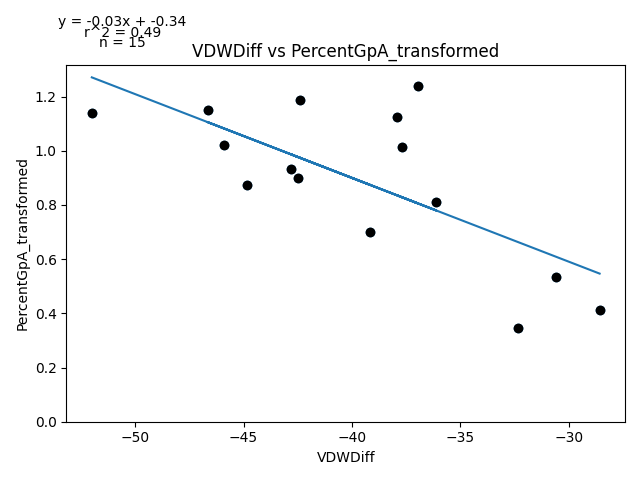 y = -0.03x + -0.34
r^2 = 0.49
n = 15
VDWDiff vs PercentGpA_transformed
1.2
1.0
0.8
0.6
0.4
0.2
0.0
PercentGpA_transformed
−50
−45
−40
−35
−30
VDWDiff